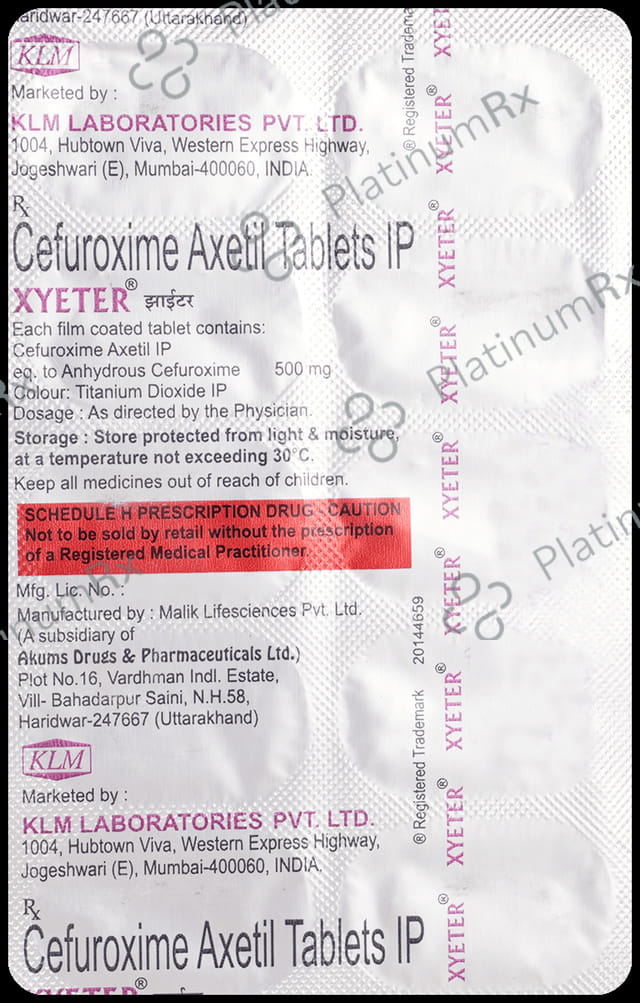 Haridwar-247667 (Uttarakhand)
KLM
Marketed by :
KLM LABORATORIES PVT. LTD.
1004, Hubtown Viva, Western Express Highway,
Jogeshwari (E), Mumbai-400060, INDIA.
Rx
Cefuroxime Axetil Tablets IP
XYETER® झाईटर
Each film coated tablet contains:
Cefuroxime Axetil IP
eq. to Anhydrous Cefuroxime 500 mg
Colour: Titanium Dioxide IP
Dosage : As directed by the Physician.
Storage : Store protected from light & moisture,
at a temperature not exceeding 30°C.
Keep all medicines out of reach of children.
SCHEDULE H PRESCRIPTION DRUG - CAUTION
Not to be sold by retail without the prescription
of a Registered Medical Practitioner.
Mfg. Lic. No. :
Manufactured by : Malik Lifesciences Pvt. Ltd.
(A subsidiary of
Akums Drugs & Pharmaceuticals Ltd.)
Plot No.16, Vardhman Indl. Estate,
Vill- Bahadarpur Saini, N.H.58,
Haridwar-247667 (Uttarakhand)
KLM
Marketed by :
KLM LABORATORIES PVT. LTD.
1004, Hubtown Viva, Western Express Highway,
Jogeshwari (E), Mumbai-400060, INDIA.
Rx
Cefuroxime Axetil Tablets IP
XYETER®
® Registered Tradema
® Registered Trademark 20144659
XYE
XYETER®
XYETER®
XYETER®
XYETER®
XYETER®
XYETER®
XYETER®
XYETER®
PlatinumRx
PlatinumRx
PlatinumRx
Platin